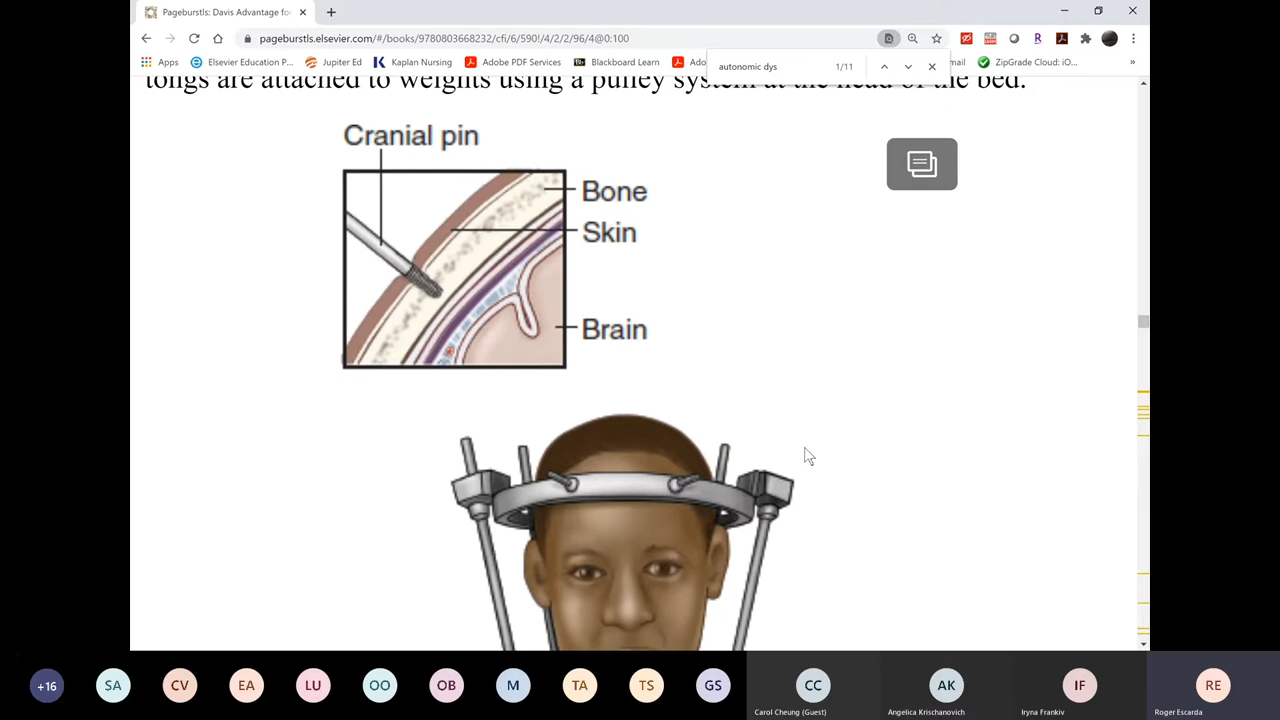 Pageburstls: Davis Advantage for
pageburstls.elsevier.com/#/books/9780803668232/cfi/6/590!/4/2/2/96/4@0:100
Apps
Elsevier Education P...
Jupiter Ed
Kaplan Nursing
Adobe PDF Services
Blackboard Learn
Ado
autonomic dys
1/11
mail
ZipGrade Cloud: iO...
»
tongs are attached to weights using a pulley system at the head of the bed.
Cranial pin
Bone
Skin
Brain
+16
SA
CV
EA
LU
OO
OB
M
TA
TS
GS
CC
AK
IF
RE
Carol Cheung (Guest)
Angelica Krischanovich
Iryna Frankiv
Roger Escarda